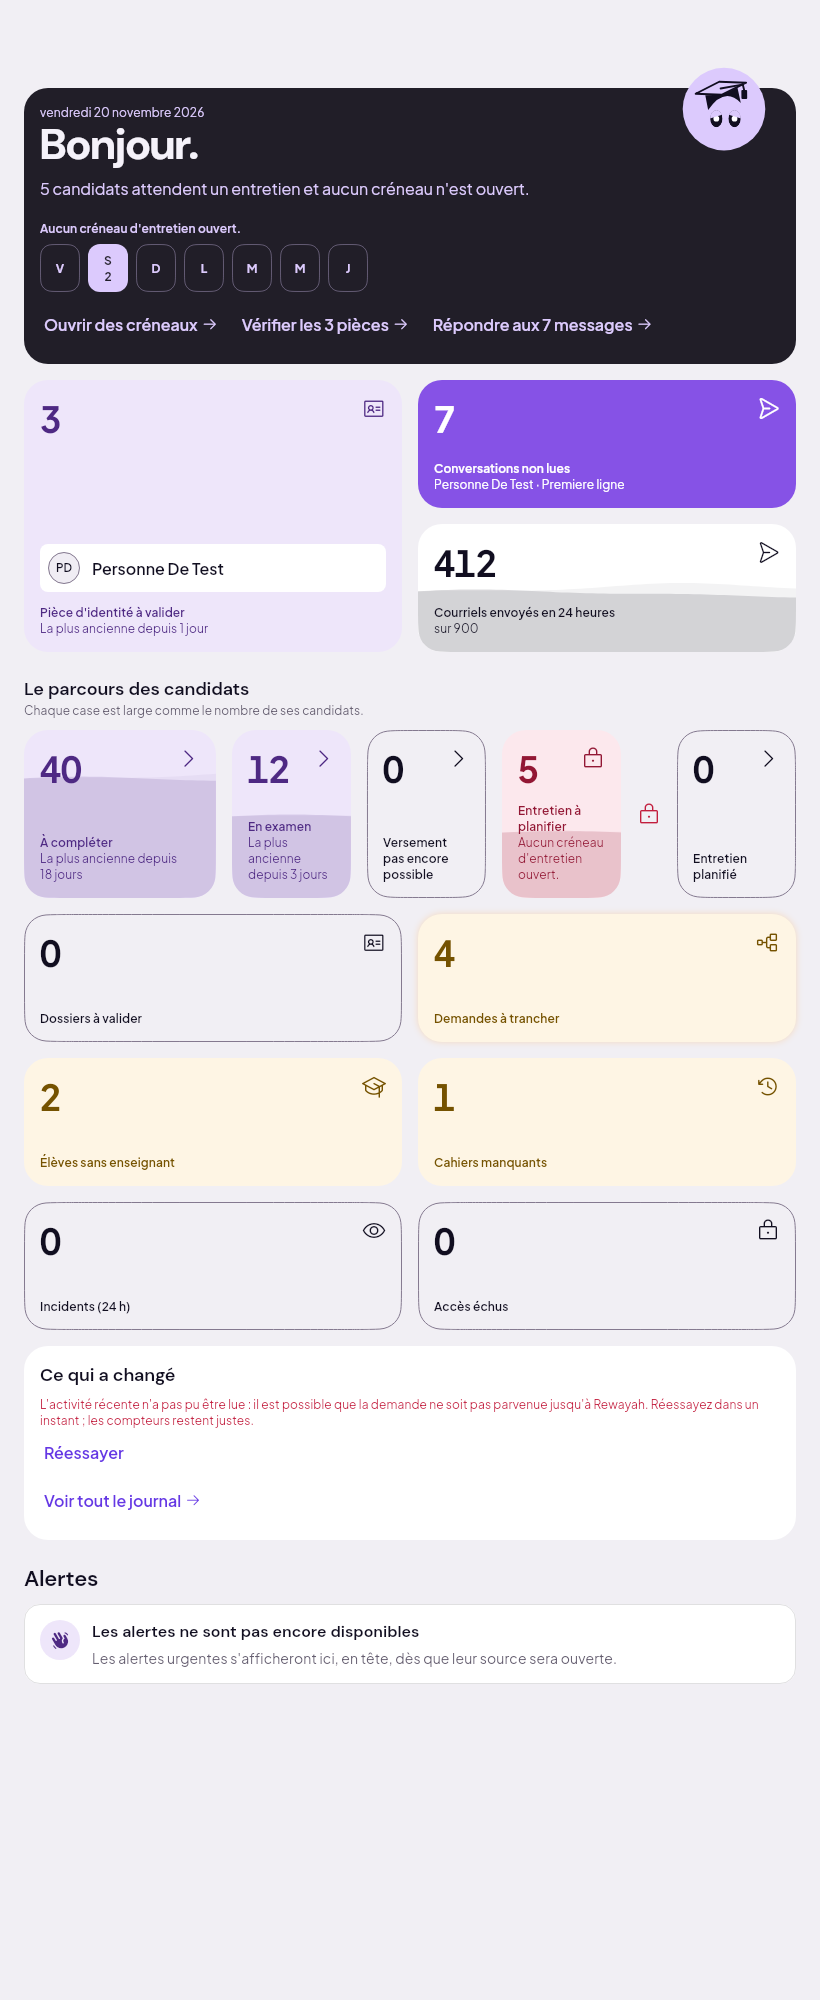 vendredi 20 novembre 2026
Bonjour.
5 candidats attendent un entretien et aucun créneau n'est ouvert.
Aucun créneau d'entretien ouvert.
V
S
2
D
L
M
M
J
Ouvrir des créneaux →
Vérifier les 3 pièces →
Répondre aux 7 messages →
3
PD
Personne De Test
Pièce d'identité à valider
La plus ancienne depuis 1 jour
7
Conversations non lues
Personne De Test · Premiere ligne
412
Courriels envoyés en 24 heures
sur 900
Le parcours des candidats
Chaque case est large comme le nombre de ses candidats.
40
À compléter
La plus ancienne depuis
18 jours
12
En examen
La plus
ancienne
depuis 3 jours
0
Versement
pas encore
possible
5
Entretien à
planifier
Aucun créneau
d'entretien
ouvert.
0
Entretien
planifié
0
Dossiers à valider
4
Demandes à trancher
2
Élèves sans enseignant
1
Cahiers manquants
0
Incidents (24 h)
0
Accès échus
Ce qui a changé
L'activité récente n'a pas pu être lue : il est possible que la demande ne soit pas parvenue jusqu'à Rewayah. Réessayez dans un
instant ; les compteurs restent justes.
Réessayer
Voir tout le journal →
Alertes
Les alertes ne sont pas encore disponibles
Les alertes urgentes s'afficheront ici, en tête, dès que leur source sera ouverte.